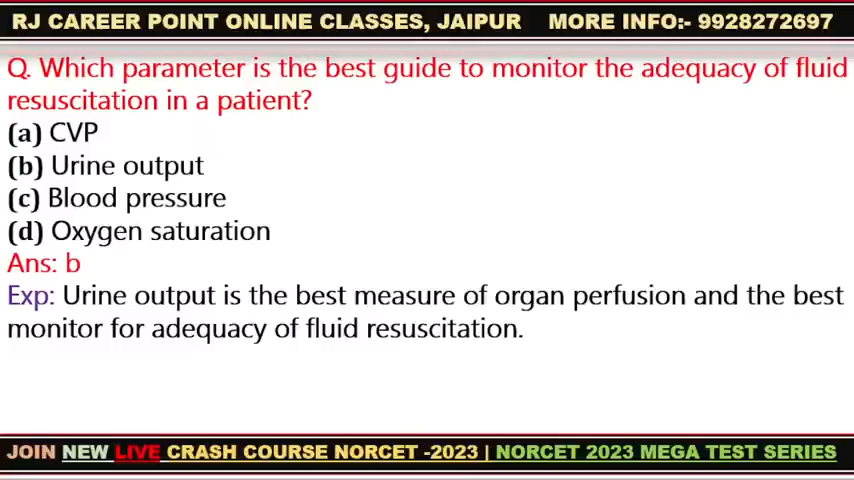 RJ CAREER POINT ONLINE CLASSES, JAIPUR MORE INFO:- 9928272697
Q. Which parameter is the best guide to monitor the adequacy of fluid
resuscitation in a patient?
(a) CVP
(b) Urine output
(c) Blood pressure
(d) Oxygen saturation
Ans: b
Exp: Urine output is the best measure of organ perfusion and the best
monitor for adequacy of fluid resuscitation.
JOIN NEW LIVE CRASH COURSE NORCET -2023 | NORCET 2023 MEGA TEST SERIES